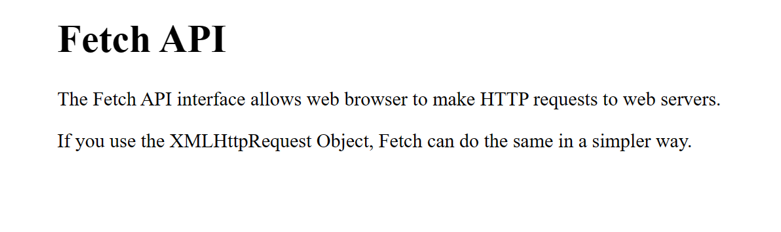 Fetch API
The Fetch API interface allows web browser to make HTTP requests to web servers.
If you use the XMLHttpRequest Object, Fetch can do the same in a simpler way.